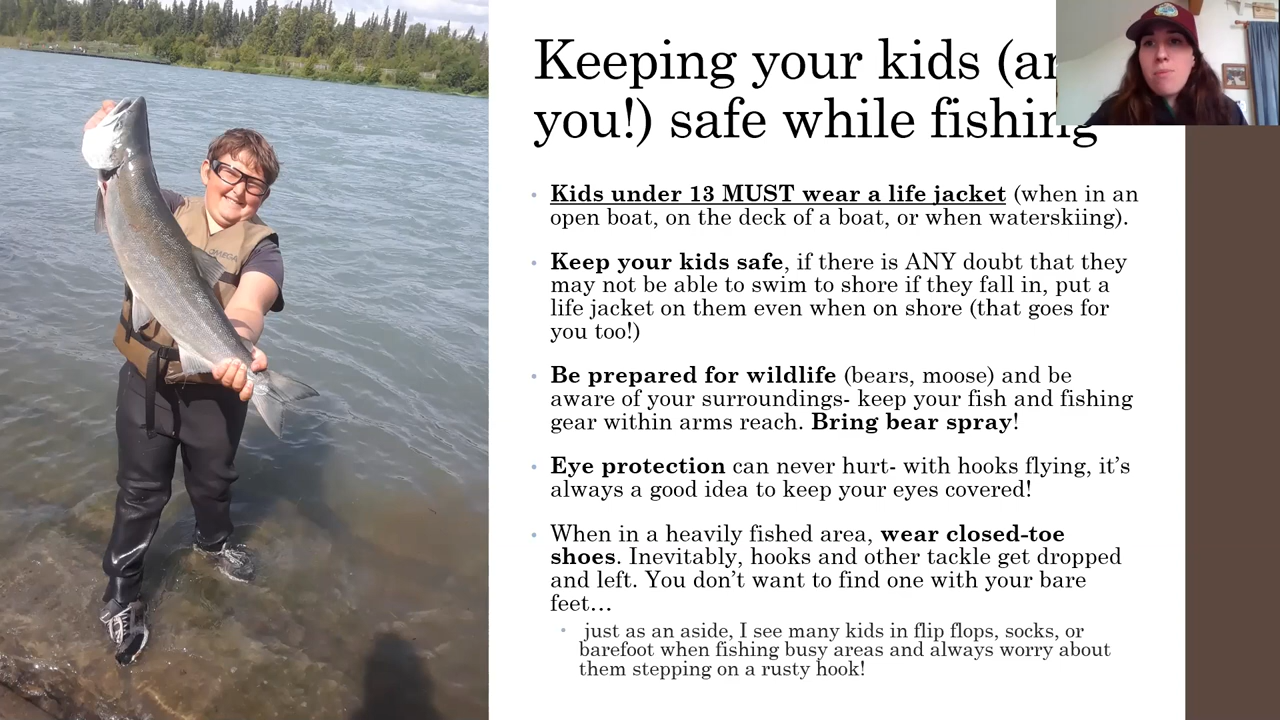 Keeping your kids (an
you!) safe while fishing
Kids under 13 MUST wear a life jacket (when in an
open boat, on the deck of a boat, or when waterskiing).
Keep your kids safe, if there is ANY doubt that they
may not be able to swim to shore if they fall in, put a
life jacket on them even when on shore (that goes for
you too!)
Be prepared for wildlife (bears, moose) and be
aware of your surroundings- keep your fish and fishing
gear within arms reach. Bring bear spray!
Eye protection can never hurt- with hooks flying, it's
always a good idea to keep your eyes covered!
When in a heavily fished area, wear closed-toe
shoes. Inevitably, hooks and other tackle get dropped
and left. You don't want to find one with your bare
feet…
just as an aside, I see many kids in flip flops, socks, or
barefoot when fishing busy areas and always worry about
them stepping on a rusty hook!
OMEGA